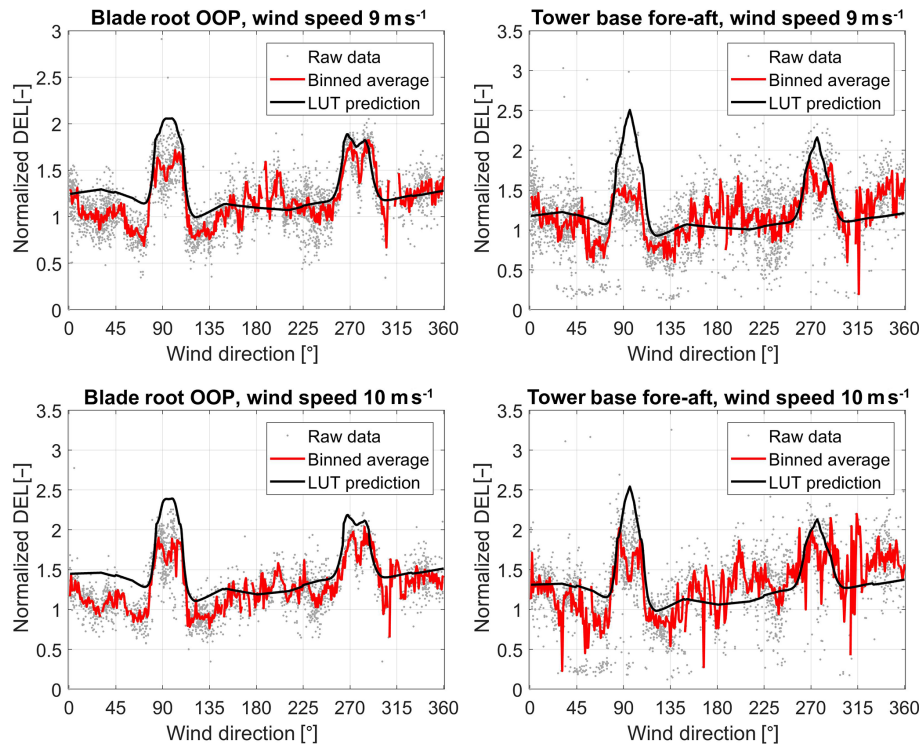 Blade root OOP, wind speed 9 m s-1
3
2.5
2
1.5
1
0.5
0
Normalized DEL[–]
Raw data
Binned average
LUT prediction
0 45 90 135 180 225 270 315 360
Wind direction [°]
Tower base fore-aft, wind speed 9 m s-1
3.5
3
2.5
2
1.5
1
0.5
0
Normalized DEL[–]
Raw data
Binned average
LUT prediction
0 45 90 135 180 225 270 315 360
Wind direction [°]
Blade root OOP, wind speed 10 m s-1
3.5
3
2.5
2
1.5
1
0.5
0
Normalized DEL[–]
Raw data
Binned average
LUT prediction
0 45 90 135 180 225 270 315 360
Wind direction [°]
Tower base fore-aft, wind speed 10 m s-1
3.5
3
2.5
2
1.5
1
0.5
0
Normalized DEL[–]
Raw data
Binned average
LUT prediction
0 45 90 135 180 225 270 315 360
Wind direction [°]